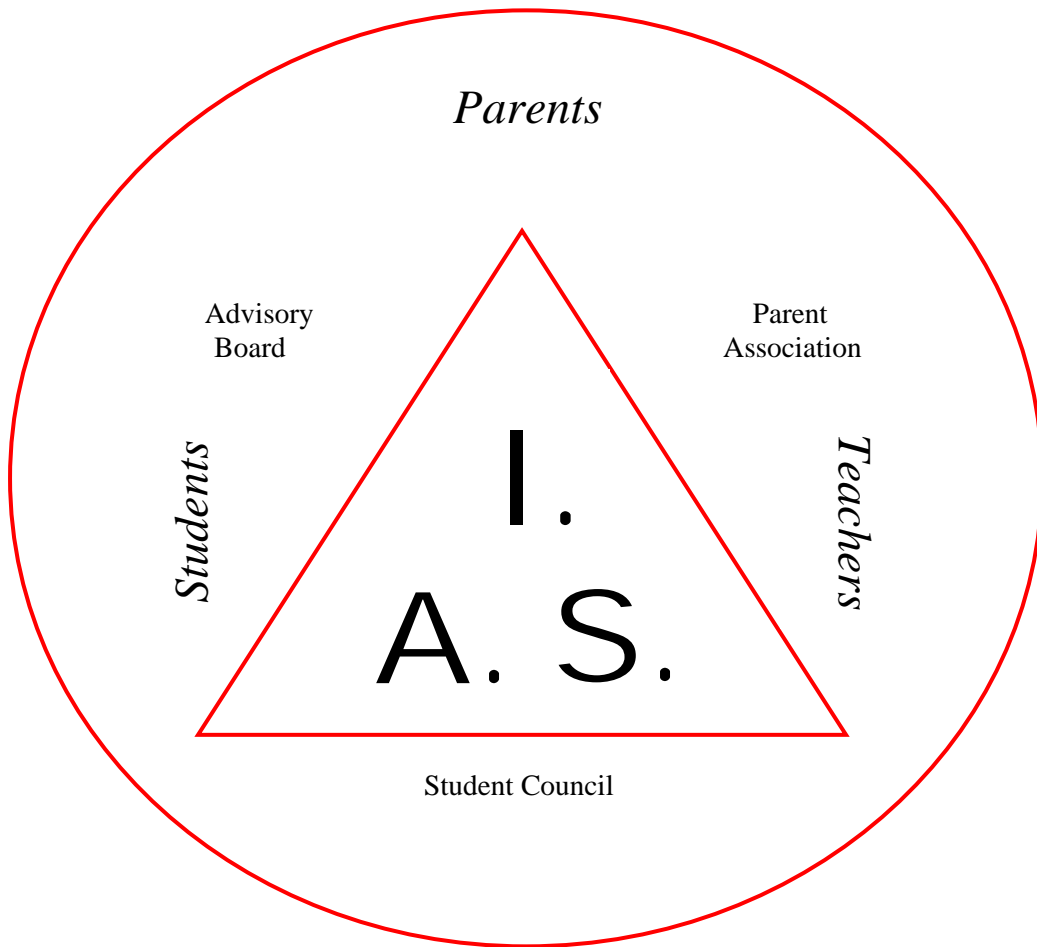 Parents
Advisory
Board
Parent
Association
Students
Teachers
I.
A. S.
Student Council